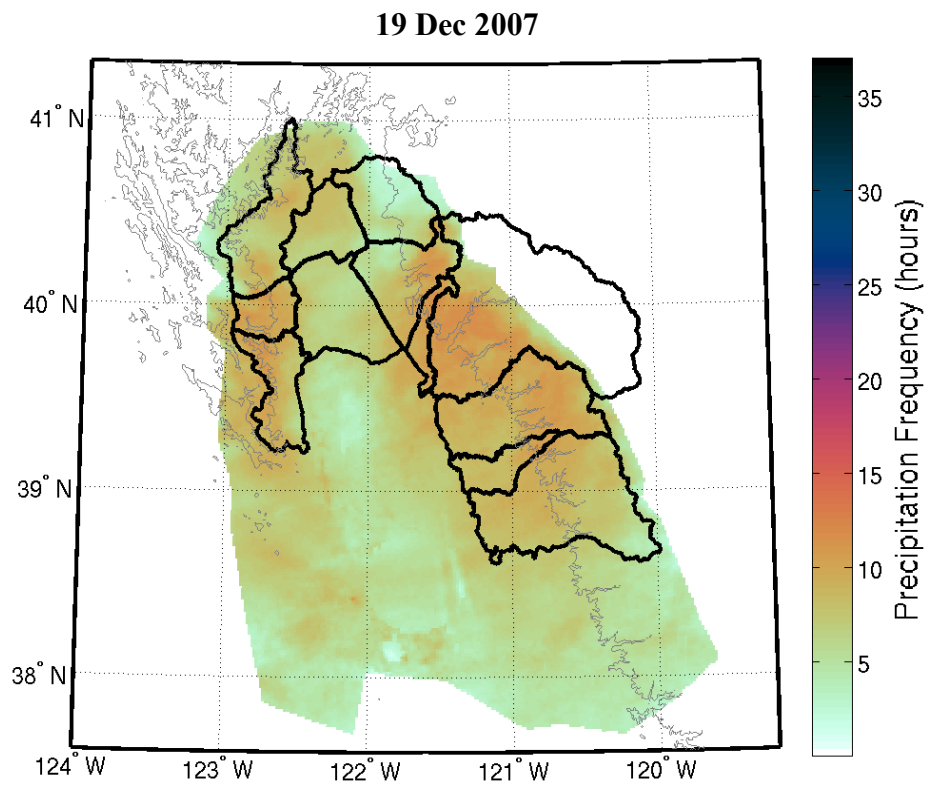 19 Dec 2007
41° N
40° N
39° N
38° N
124° W
123° W
122° W
121° W
120° W
35
30
25
20
15
10
5
Precipitation Frequency (hours)